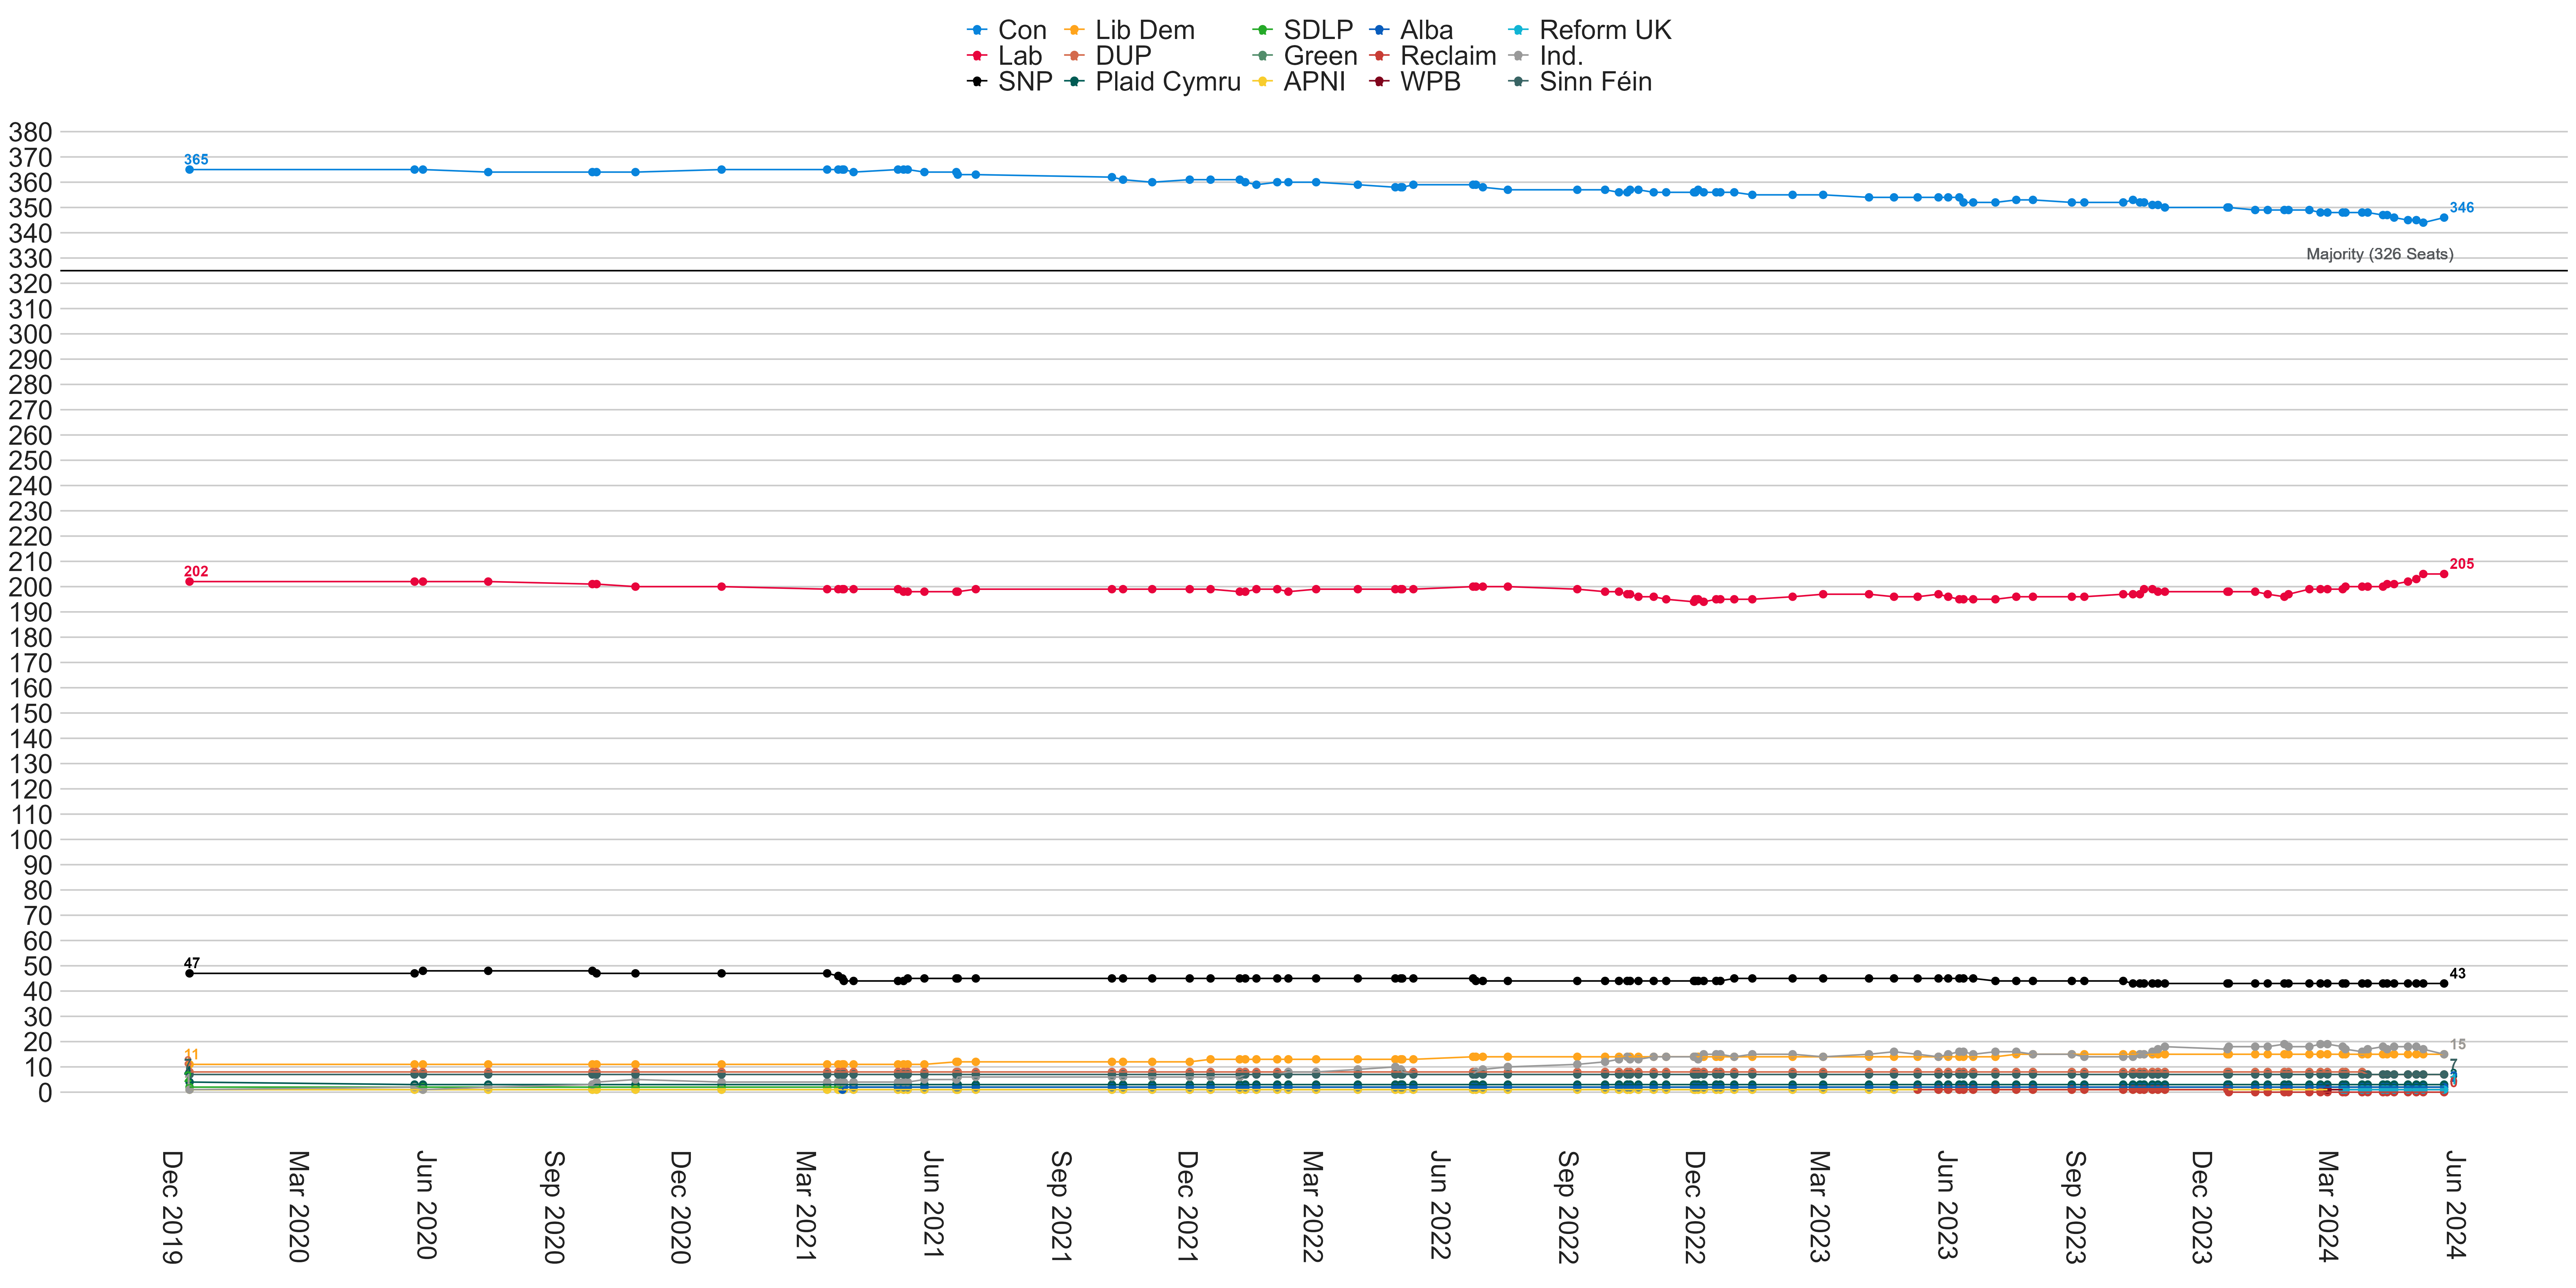 Con Lib Dem SDLP Alba Reform UK
Lab DUP Green Reclaim Ind.
SNP Plaid Cymru APNI WPB Sinn Féin
380
370
365
360
350
346
340
Majority (326 Seats)
330
320
310
300
290
280
270
260
250
240
230
220
210
202
205
200
190
180
170
160
150
140
130
120
110
100
90
80
70
60
50
47
43
40
30
20
15
11
10
7
0
0
Dec 2019
Mar 2020
Jun 2020
Sep 2020
Dec 2020
Mar 2021
Jun 2021
Sep 2021
Dec 2021
Mar 2022
Jun 2022
Sep 2022
Dec 2022
Mar 2023
Jun 2023
Sep 2023
Dec 2023
Mar 2024
Jun 2024